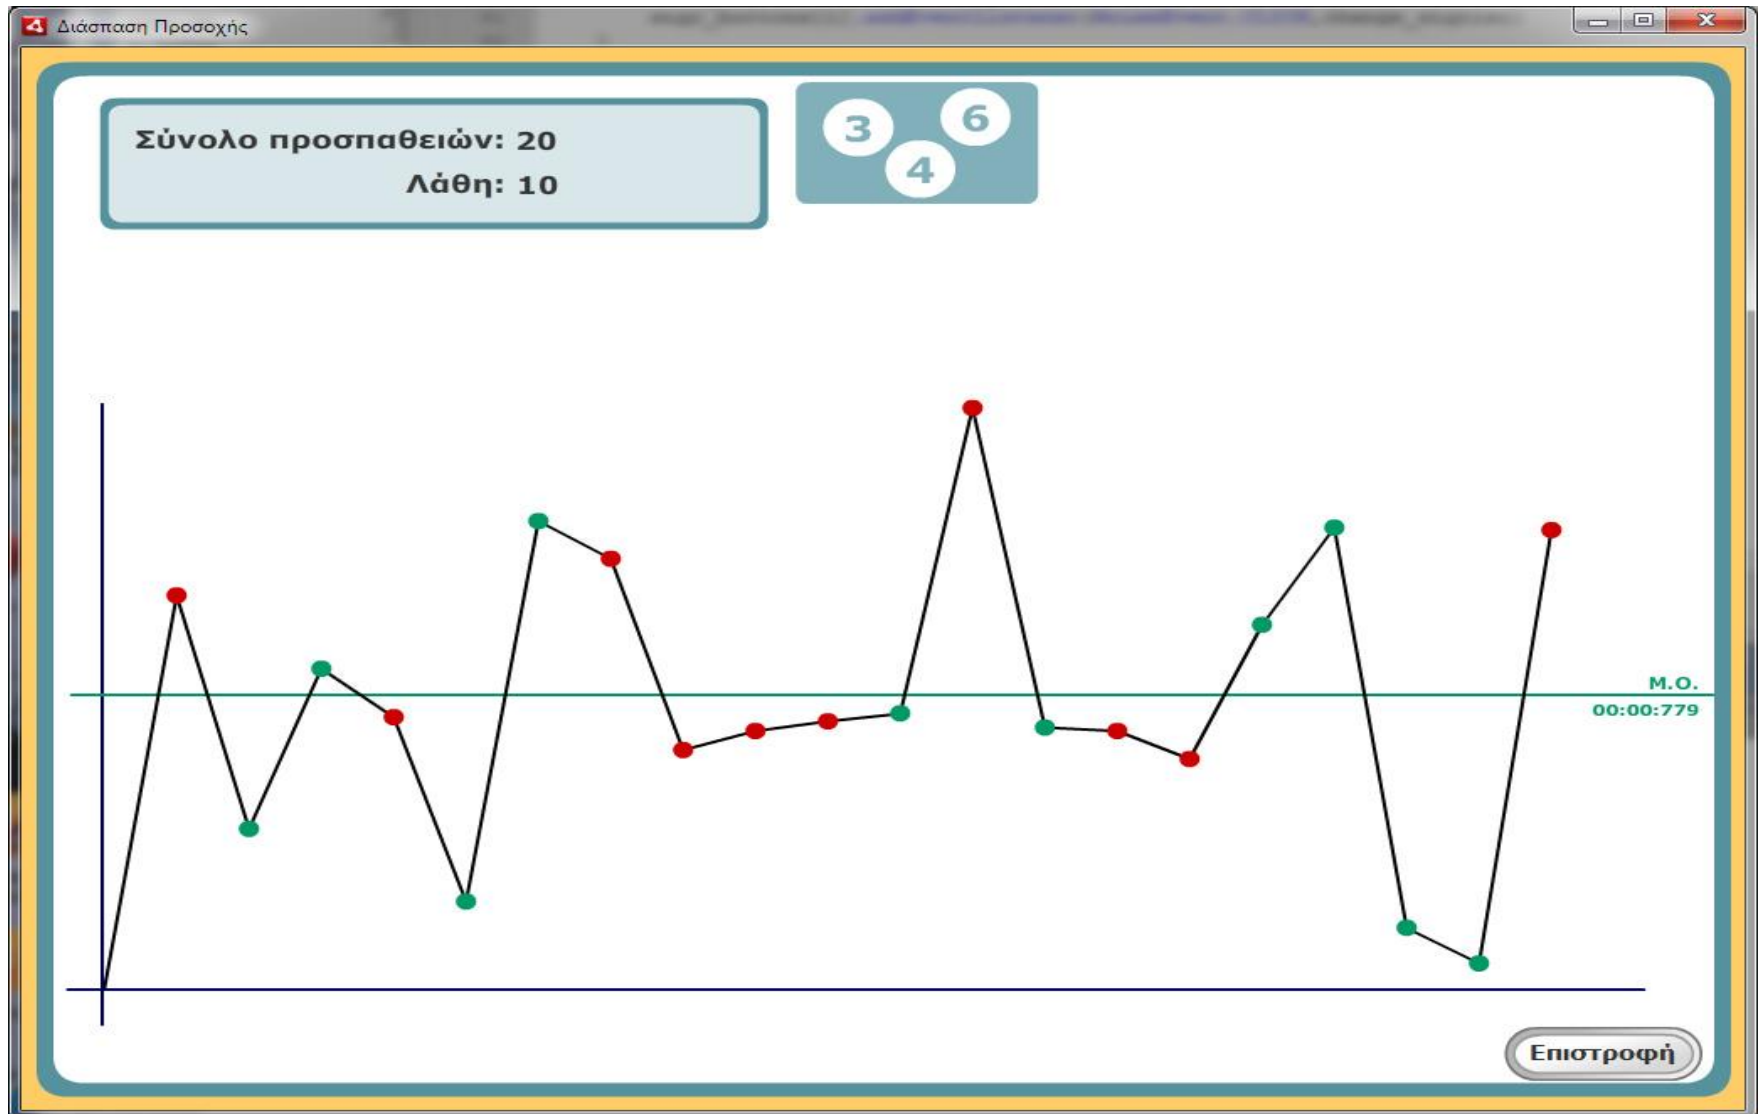 Διάσπαση Προσοχής
Σύνολο προσπαθειών: 20
Λάθη: 10
3
6
4
Μ.Ο.
00:00:779
Επιστροφή